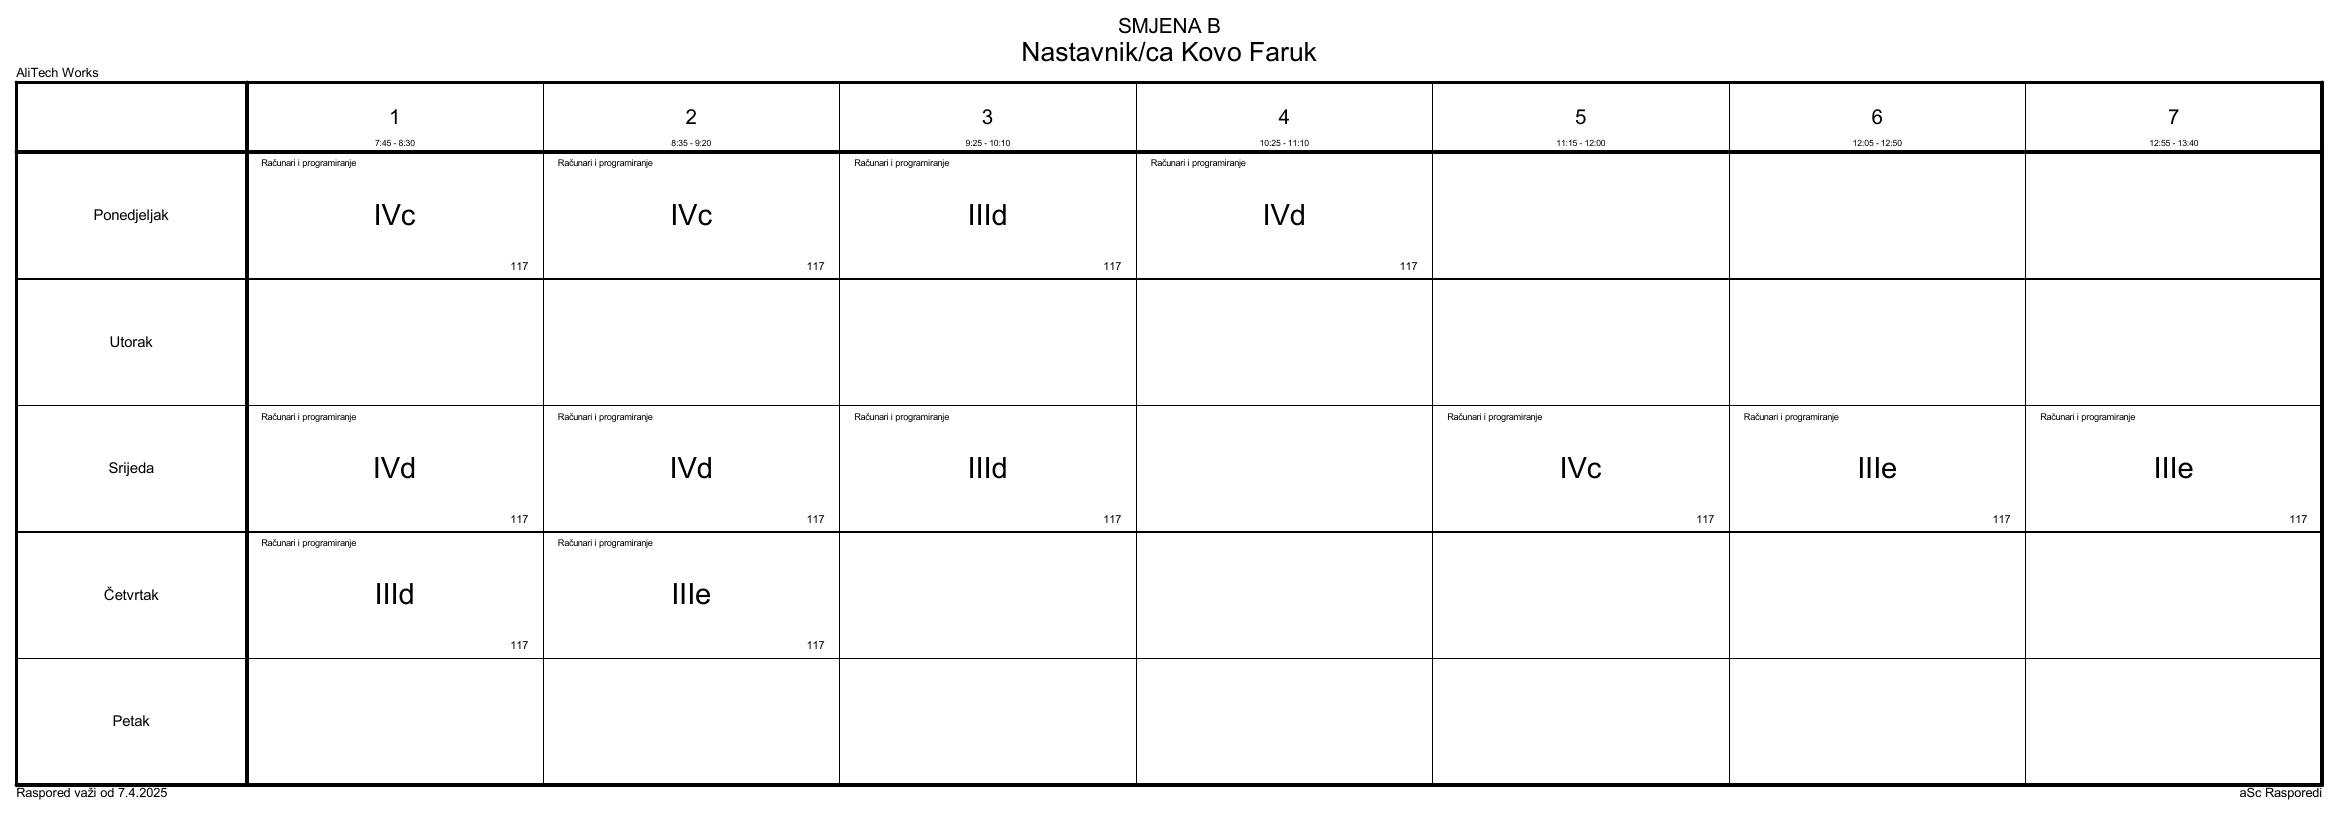 SMJENA B
Nastavnik/ca Kovo Faruk
AliTech Works
1 2 3 4 5 6 7
7:45 - 8:30 8:35 - 9:20 9:25 - 10:10 10:25 - 11:10 11:15 - 12:00 12:05 - 12:50 12:55 - 13:40
Računari i programiranje Računari i programiranje Računari i programiranje Računari i programiranje
Ponedjeljak IVc IVc IIId IVd
117 117 117 117
Utorak
Računari i programiranje Računari i programiranje Računari i programiranje Računari i programiranje Računari i programiranje Računari i programiranje
Srijeda IVd IVd IIId IVc IIIe IIIe
117 117 117 117 117 117
Računari i programiranje Računari i programiranje
Četvrtak IIId IIIe
117 117
Petak
Raspored važi od 7.4.2025 aSc Rasporedi